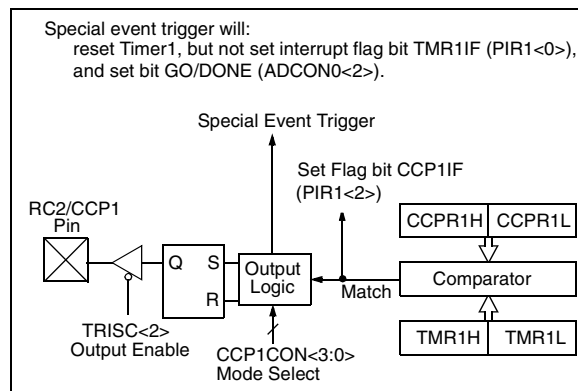 Special event trigger will:
reset Timer1, but not set interrupt flag bit TMR1IF (PIR1<0>),
and set bit GO/DONE (ADCON0<2>).
Special Event Trigger
Set Flag bit CCP1IF
(PIR1<2>)
RC2/CCP1
Pin
CCPR1H CCPR1L
Q S
R
Output
Logic
Match
Comparator
TRISC<2>
Output Enable
CCP1CON<3:0>
Mode Select
TMR1H TMR1L